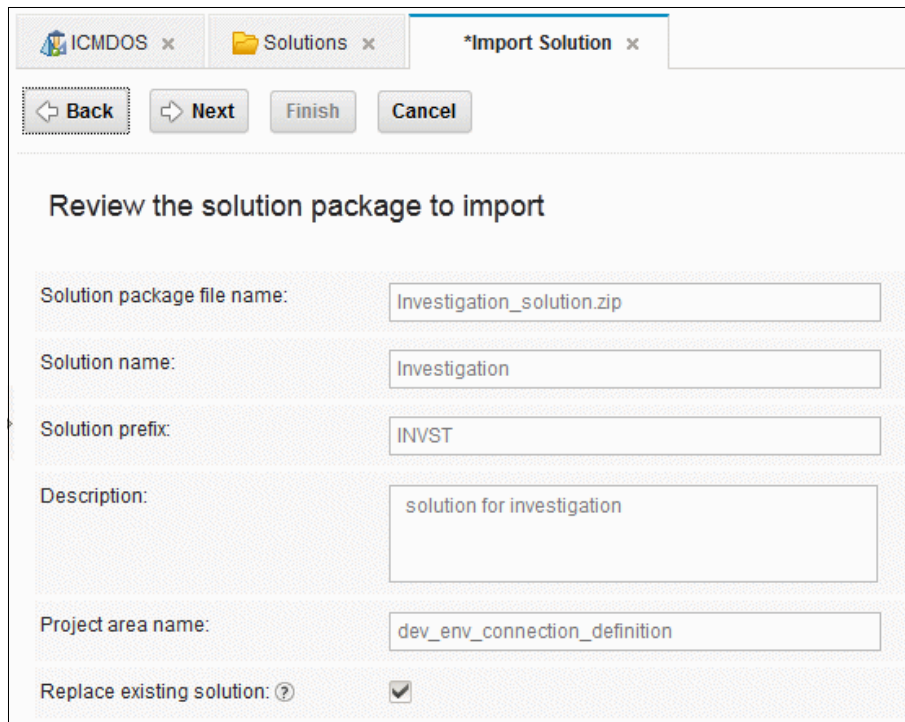 ICMDOS Solutions *Import Solution
Back Next Finish Cancel
Review the solution package to import
Solution package file name: Investigation_solution.zip
Solution name: Investigation
Solution prefix: INVST
Description: solution for investigation
Project area name: dev_env_connection_definition
Replace existing solution: ?